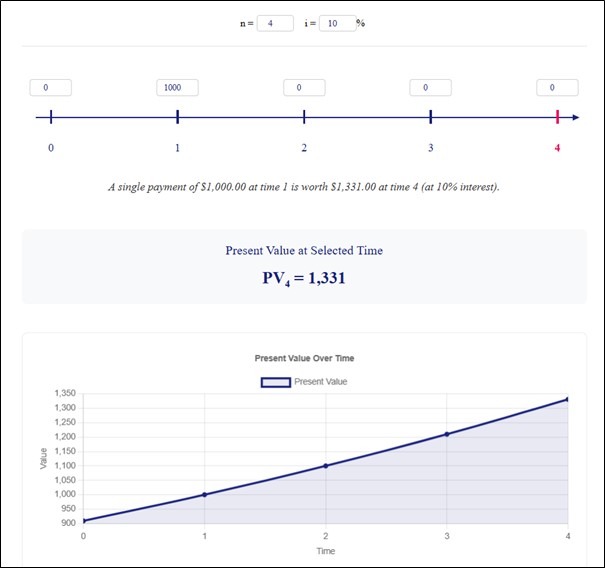 n = 4 i = 10 %
0 1000 0 0 0
0 1 2 3 4
A single payment of $1,000.00 at time 1 is worth $1,331.00 at time 4 (at 10% interest).
Present Value at Selected Time
PV₄ = 1,331
Present Value Over Time
Present Value
1,350
1,300
1,250
1,200
1,150
1,100
1,050
1,000
950
900
Value
0 1 2 3 4
Time